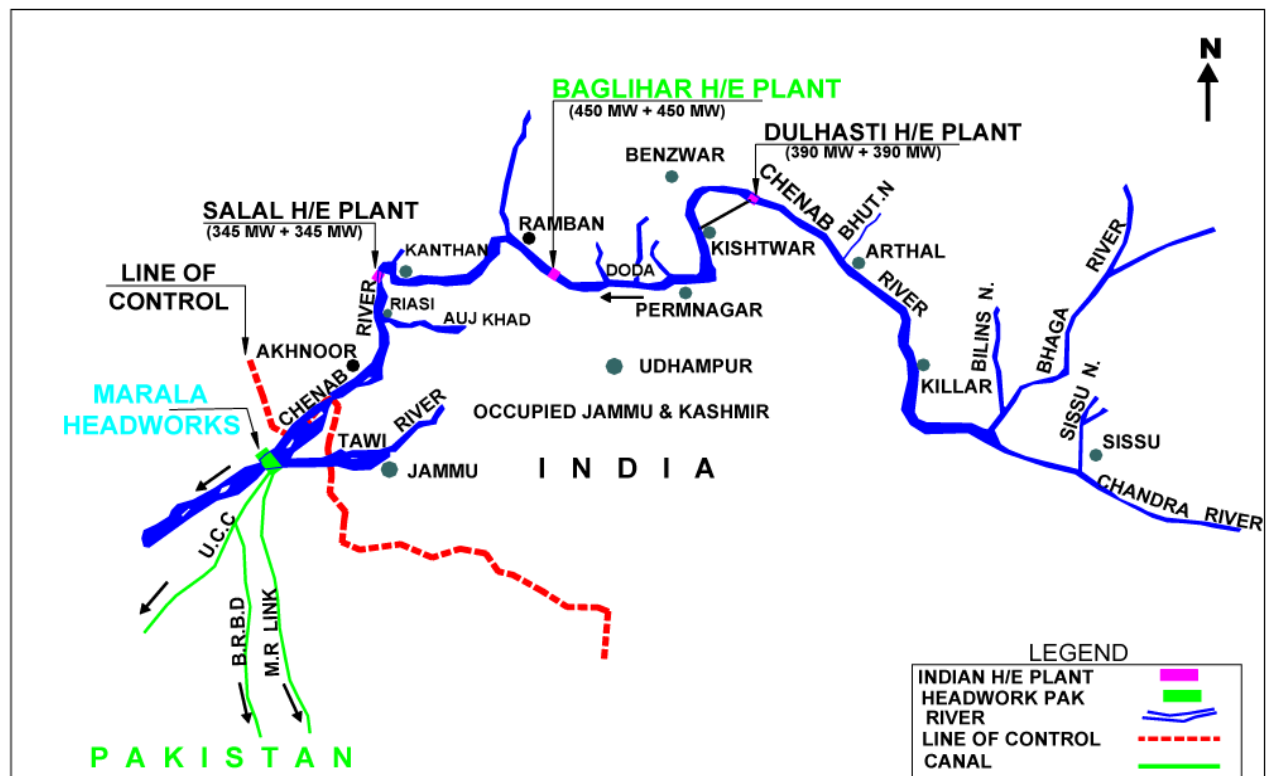 N
BAGLIHAR H/E PLANT
(450 MW + 450 MW)
DULHASTI H/E PLANT
(390 MW + 390 MW)
BENZWAR
CHENAB
BHUT.N
SALAL H/E PLANT
(345 MW + 345 MW)
RAMBAN
KISHTWAR
KANTHAN
ARTHAL
RIVER
LINE OF
CONTROL
DODA
RIVER
RIVER
RIASI
PERMNAGAR
AUJ KHAD
BILINS N.
BHAGA
AKHNOOR
UDHAMPUR
KILLAR
SISSU N.
MARALA
HEADWORKS
CHENAB
OCCUPIED JAMMU & KASHMIR
TAWI
RIVER
SISSU
JAMMU
INDIA
CHANDRA RIVER
U.C.C
B.R.B.D
M.R LINK
PAKISTAN
LEGEND
INDIAN H/E PLANT
HEADWORK PAK
RIVER
LINE OF CONTROL
CANAL